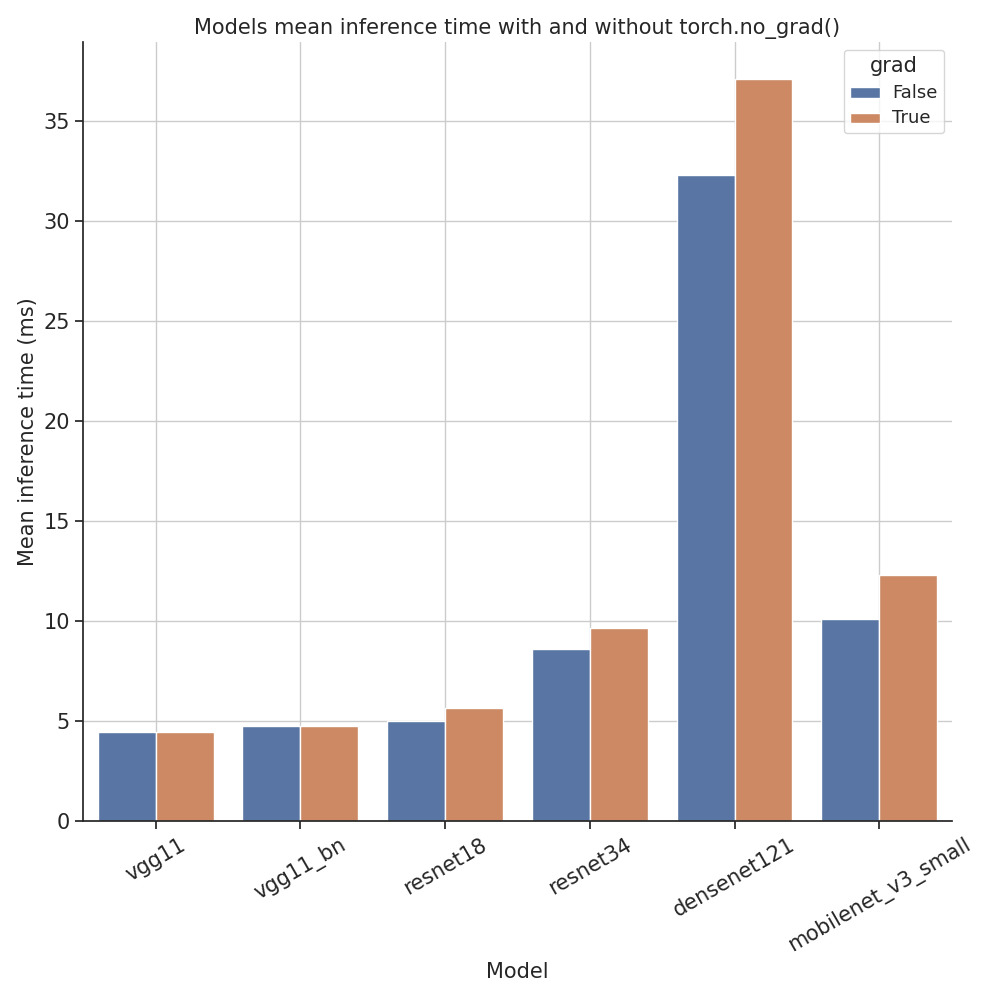 Models mean inference time with and without torch.no_grad()
grad
False
True
Mean inference time (ms)
35
30
25
20
15
10
5
0
vgg11
vgg11_bn
resnet18
resnet34
densenet121
mobilenet_v3_small
Model